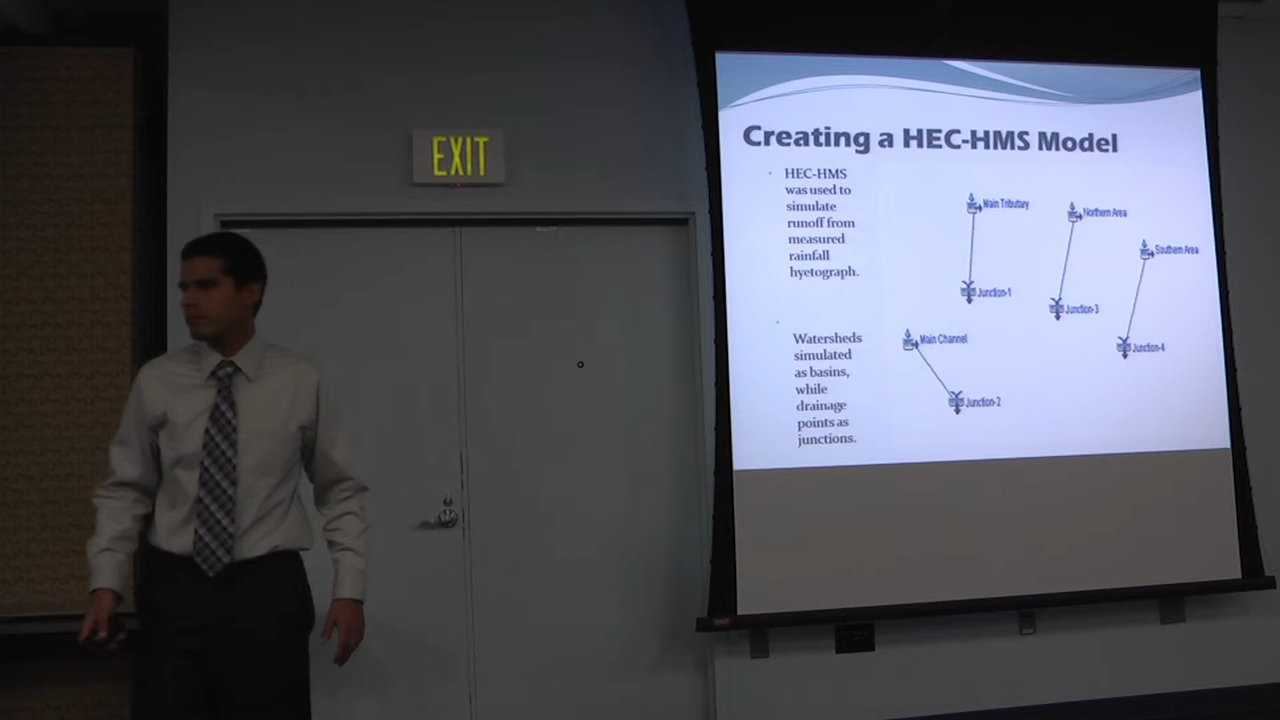 EXIT
Creating a HEC-HMS Model
HEC-HMS
was used to
simulate
runoff from
measured
rainfall
hyetograph.
Watersheds
simulated
as basins,
while
drainage
points as
junctions.
Main Tributary
Northern Area
Southern Area
Junction-1
Junction-3
Main Channel
Junction-4
Junction-2